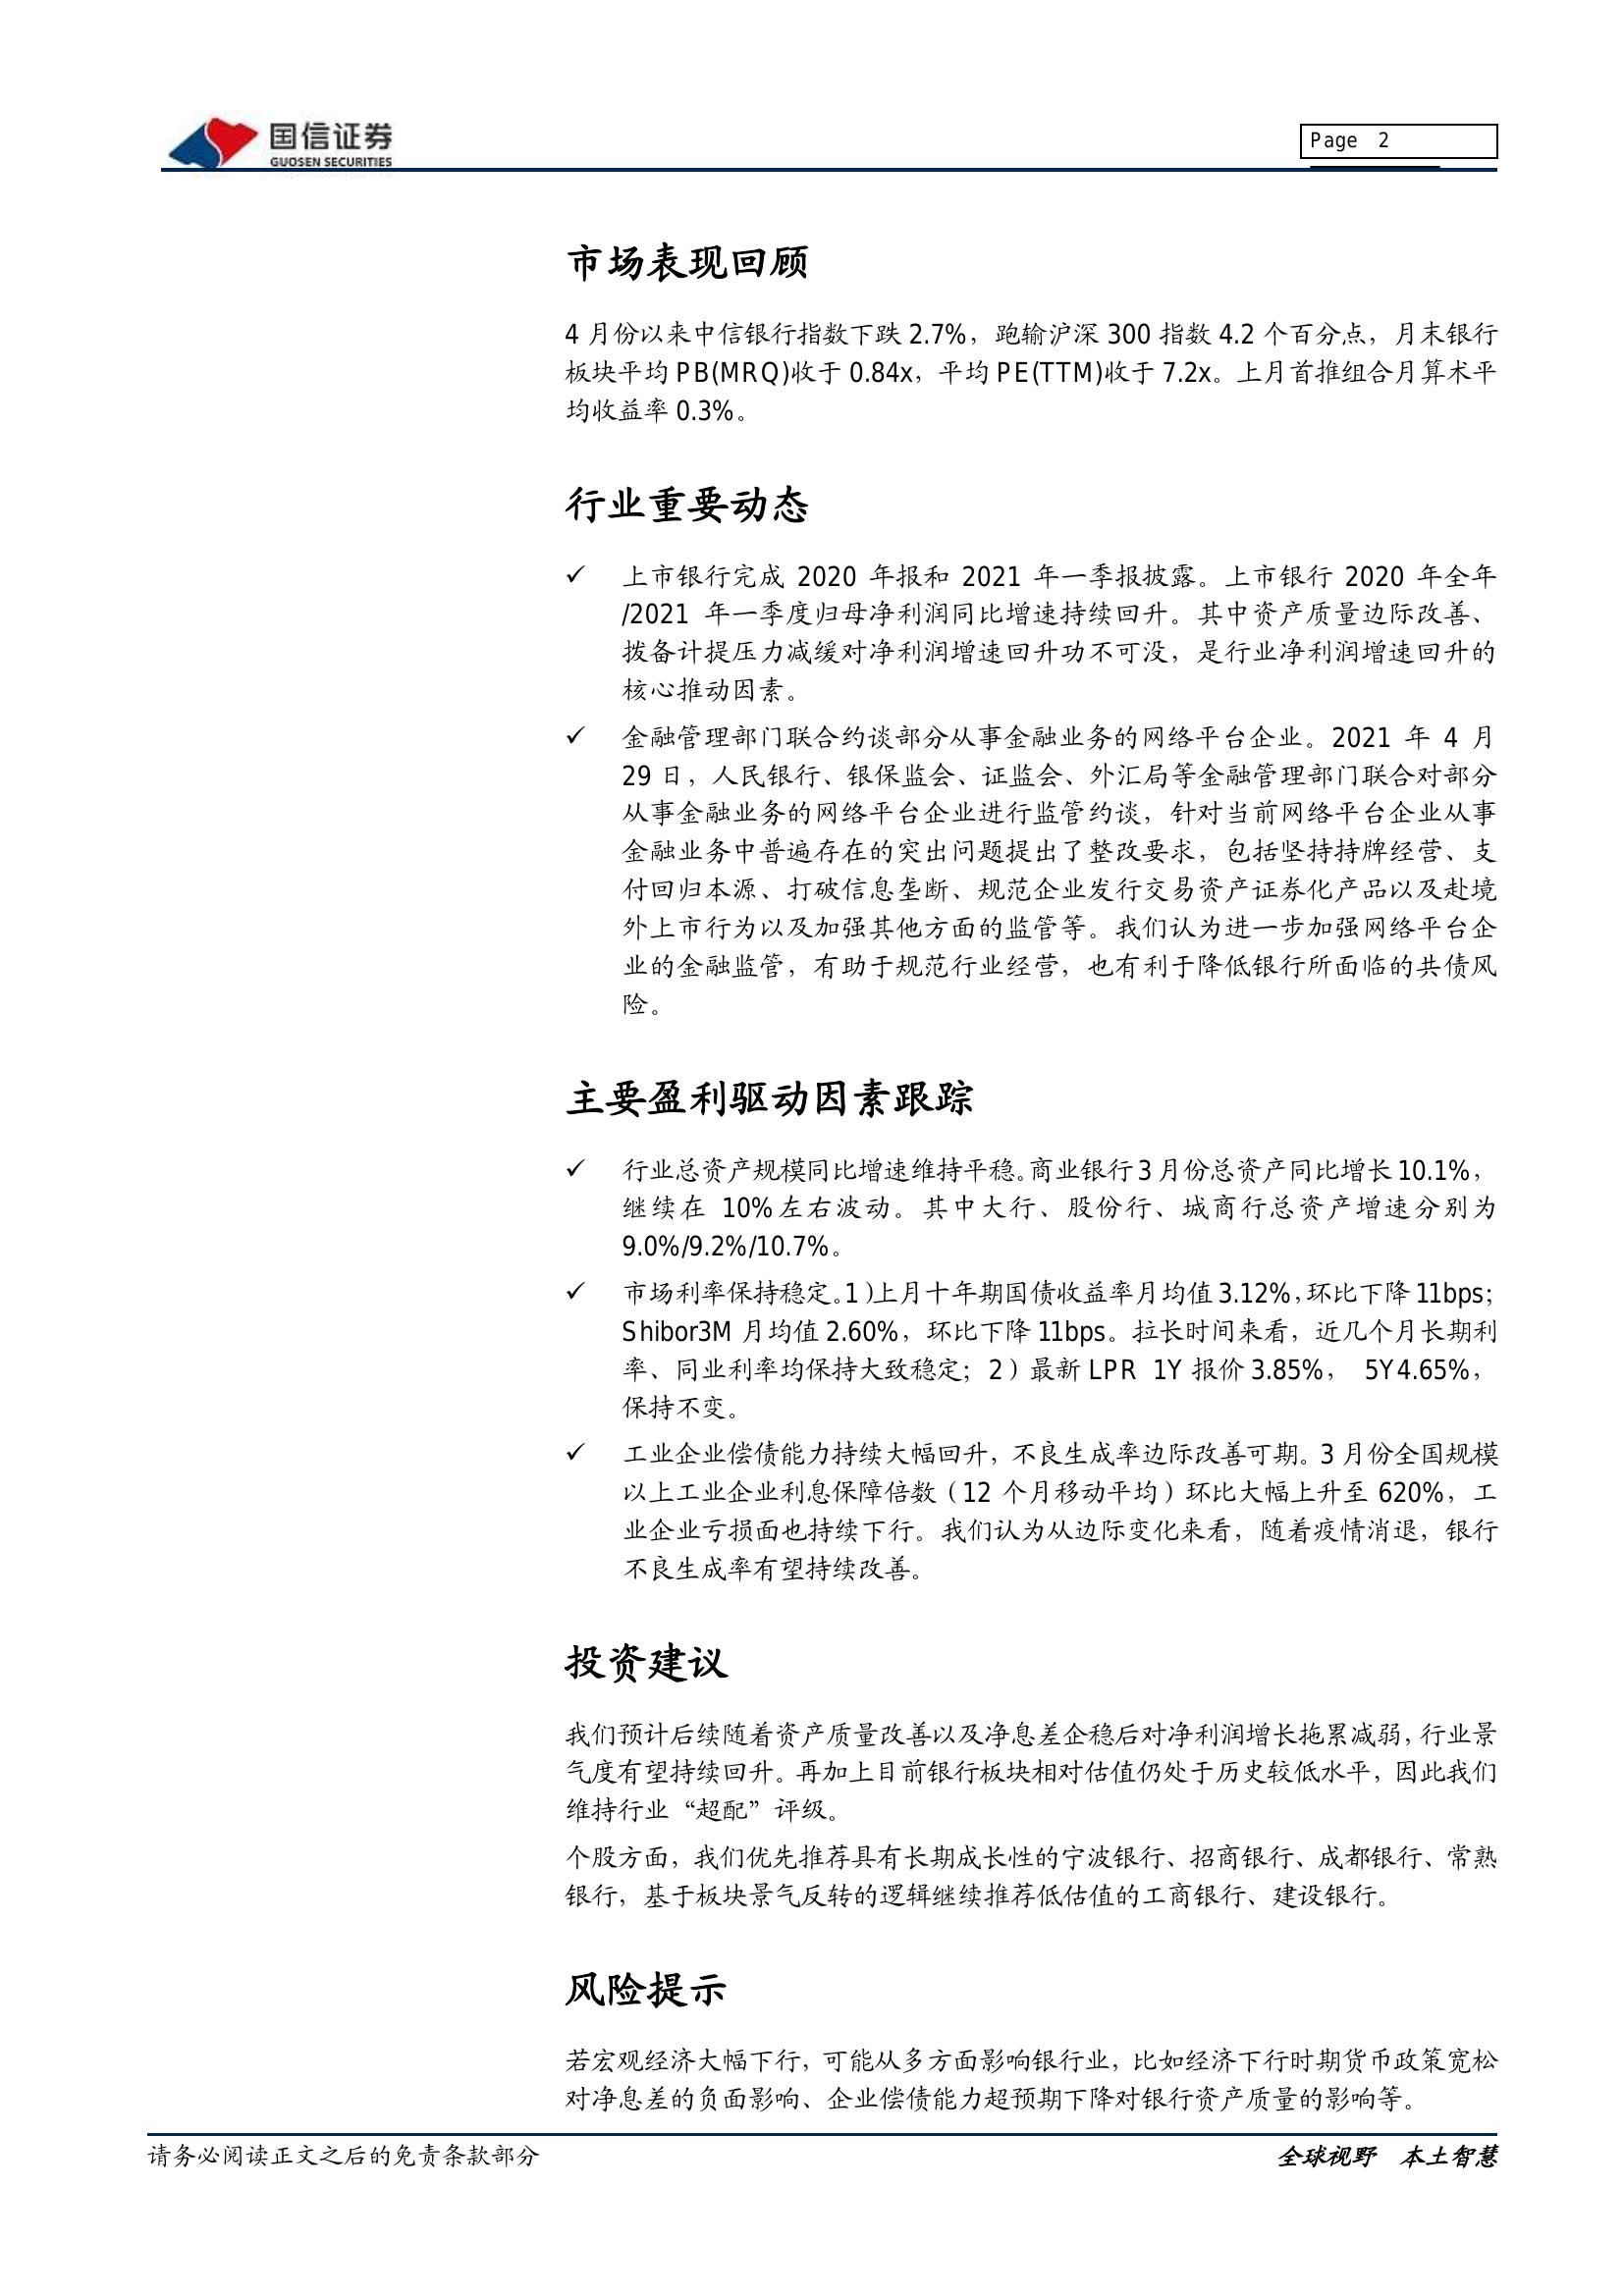 国信证券
GUOSEN SECURITIES
Page 2
市场表现回顾
4 月份以来中信银行指数下跌 2.7%，跑输沪深 300 指数 4.2 个百分点，月末银行
板块平均 PB(MRQ)收于 0.84x，平均 PE(TTM)收于 7.2x。上月首推组合月算术平
均收益率 0.3%。
行业重要动态
✓ 上市银行完成 2020 年报和 2021 年一季报披露。上市银行 2020 年全年
/2021 年一季度归母净利润同比增速持续回升。其中资产质量边际改善、
拨备计提压力减缓对净利润增速回升功不可没，是行业净利润增速回升的
核心推动因素。
✓ 金融管理部门联合约谈部分从事金融业务的网络平台企业。2021 年 4 月
29 日，人民银行、银保监会、证监会、外汇局等金融管理部门联合对部分
从事金融业务的网络平台企业进行监管约谈，针对当前网络平台企业从事
金融业务中普遍存在的突出问题提出了整改要求，包括坚持持牌经营、支
付回归本源、打破信息垄断、规范企业发行交易资产证券化产品以及赴境
外上市行为以及加强其他方面的监管等。我们认为进一步加强网络平台企
业的金融监管，有助于规范行业经营，也有利于降低银行所面临的共债风
险。
主要盈利驱动因素跟踪
✓ 行业总资产规模同比增速维持平稳。商业银行 3 月份总资产同比增长 10.1%，
继续在 10%左右波动。其中大行、股份行、城商行总资产增速分别为
9.0%/9.2%/10.7%。
✓ 市场利率保持稳定。1）上月十年期国债收益率月均值 3.12%，环比下降 11bps；
Shibor3M 月均值 2.60%，环比下降 11bps。拉长时间来看，近几个月长期利
率、同业利率均保持大致稳定；2）最新 LPR 1Y 报价 3.85%， 5Y4.65%，
保持不变。
✓ 工业企业偿债能力持续大幅回升，不良生成率边际改善可期。3 月份全国规模
以上工业企业利息保障倍数（12 个月移动平均）环比大幅上升至 620%，工
业企业亏损面也持续下行。我们认为从边际变化来看，随着疫情消退，银行
不良生成率有望持续改善。
投资建议
我们预计后续随着资产质量改善以及净息差企稳后对净利润增长拖累减弱，行业景
气度有望持续回升。再加上目前银行板块相对估值仍处于历史较低水平，因此我们
维持行业“超配”评级。
个股方面，我们优先推荐具有长期成长性的宁波银行、招商银行、成都银行、常熟
银行，基于板块景气反转的逻辑继续推荐低估值的工商银行、建设银行。
风险提示
若宏观经济大幅下行，可能从多方面影响银行业，比如经济下行时期货币政策宽松
对净息差的负面影响、企业偿债能力超预期下降对银行资产质量的影响等。
请务必阅读正文之后的免责条款部分
全球视野 本土智慧